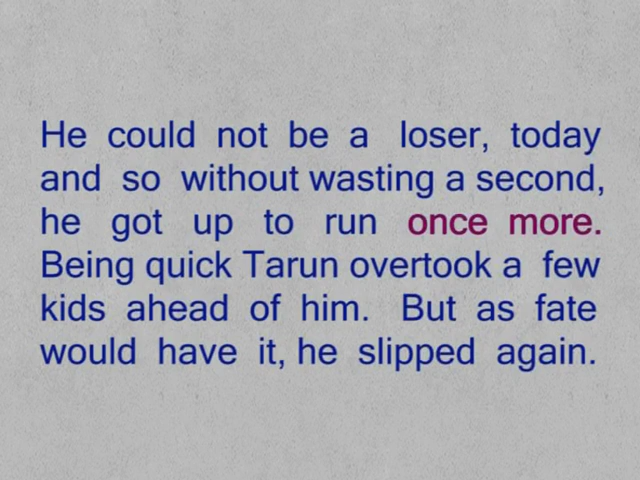 He could not be a loser, today
and so without wasting a second,
he got up to run once more.
Being quick Tarun overtook a few
kids ahead of him. But as fate
would have it, he slipped again.